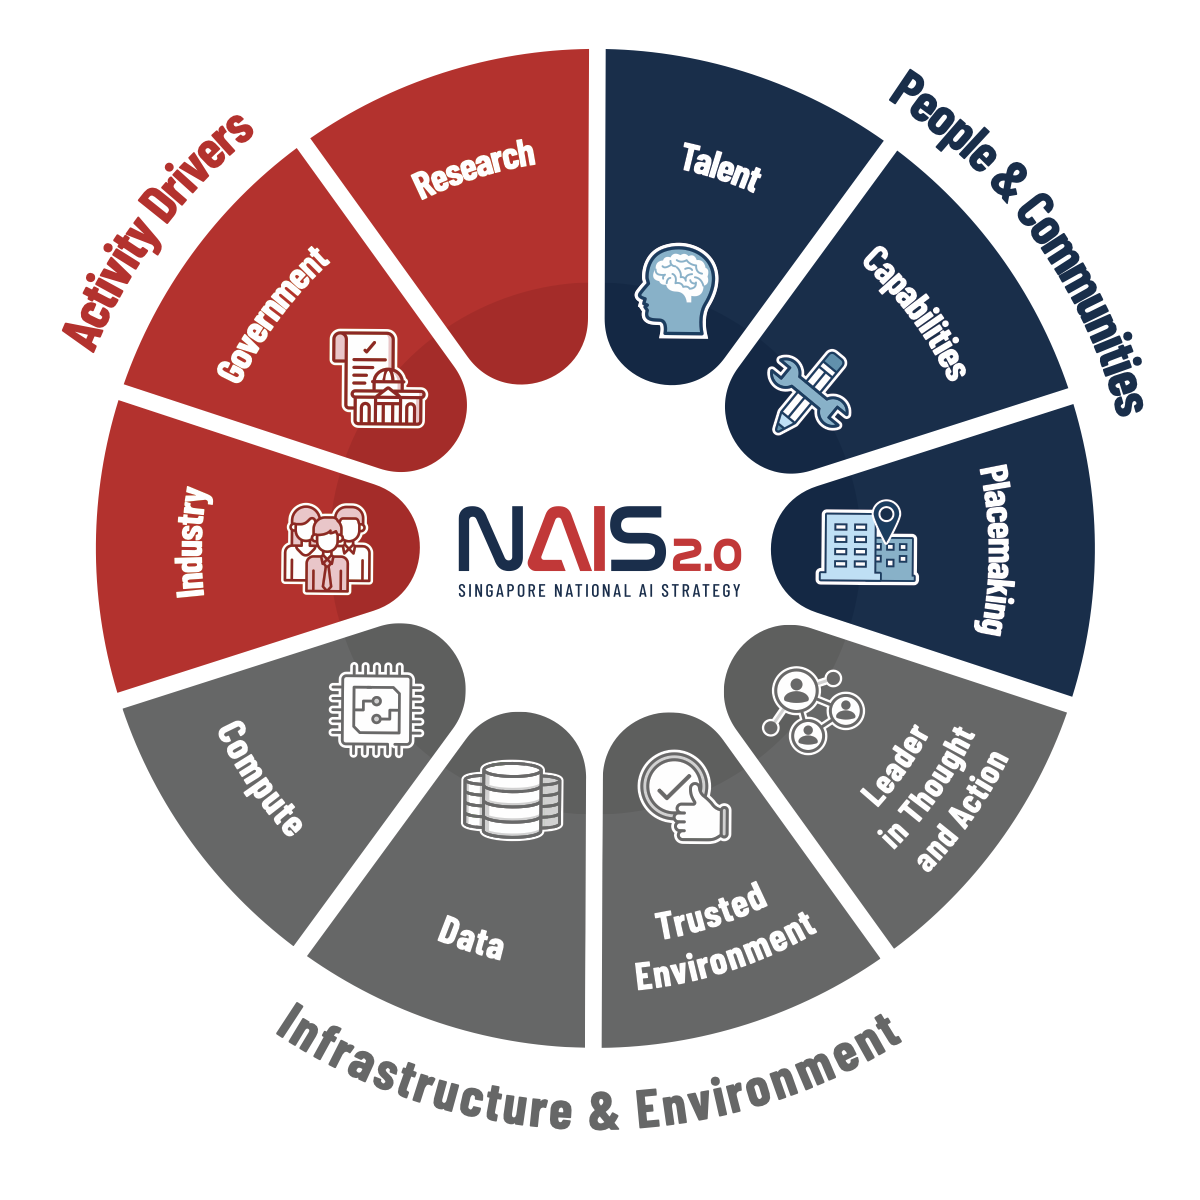 Activity Drivers
Research
Government
Industry
People & Communities
Talent
Capabilities
Placemaking
NAIS 2.0
SINGAPORE NATIONAL AI STRATEGY
Compute
Data
Trusted
Environment
Leader
in Thought
and Action
Infrastructure & Environment